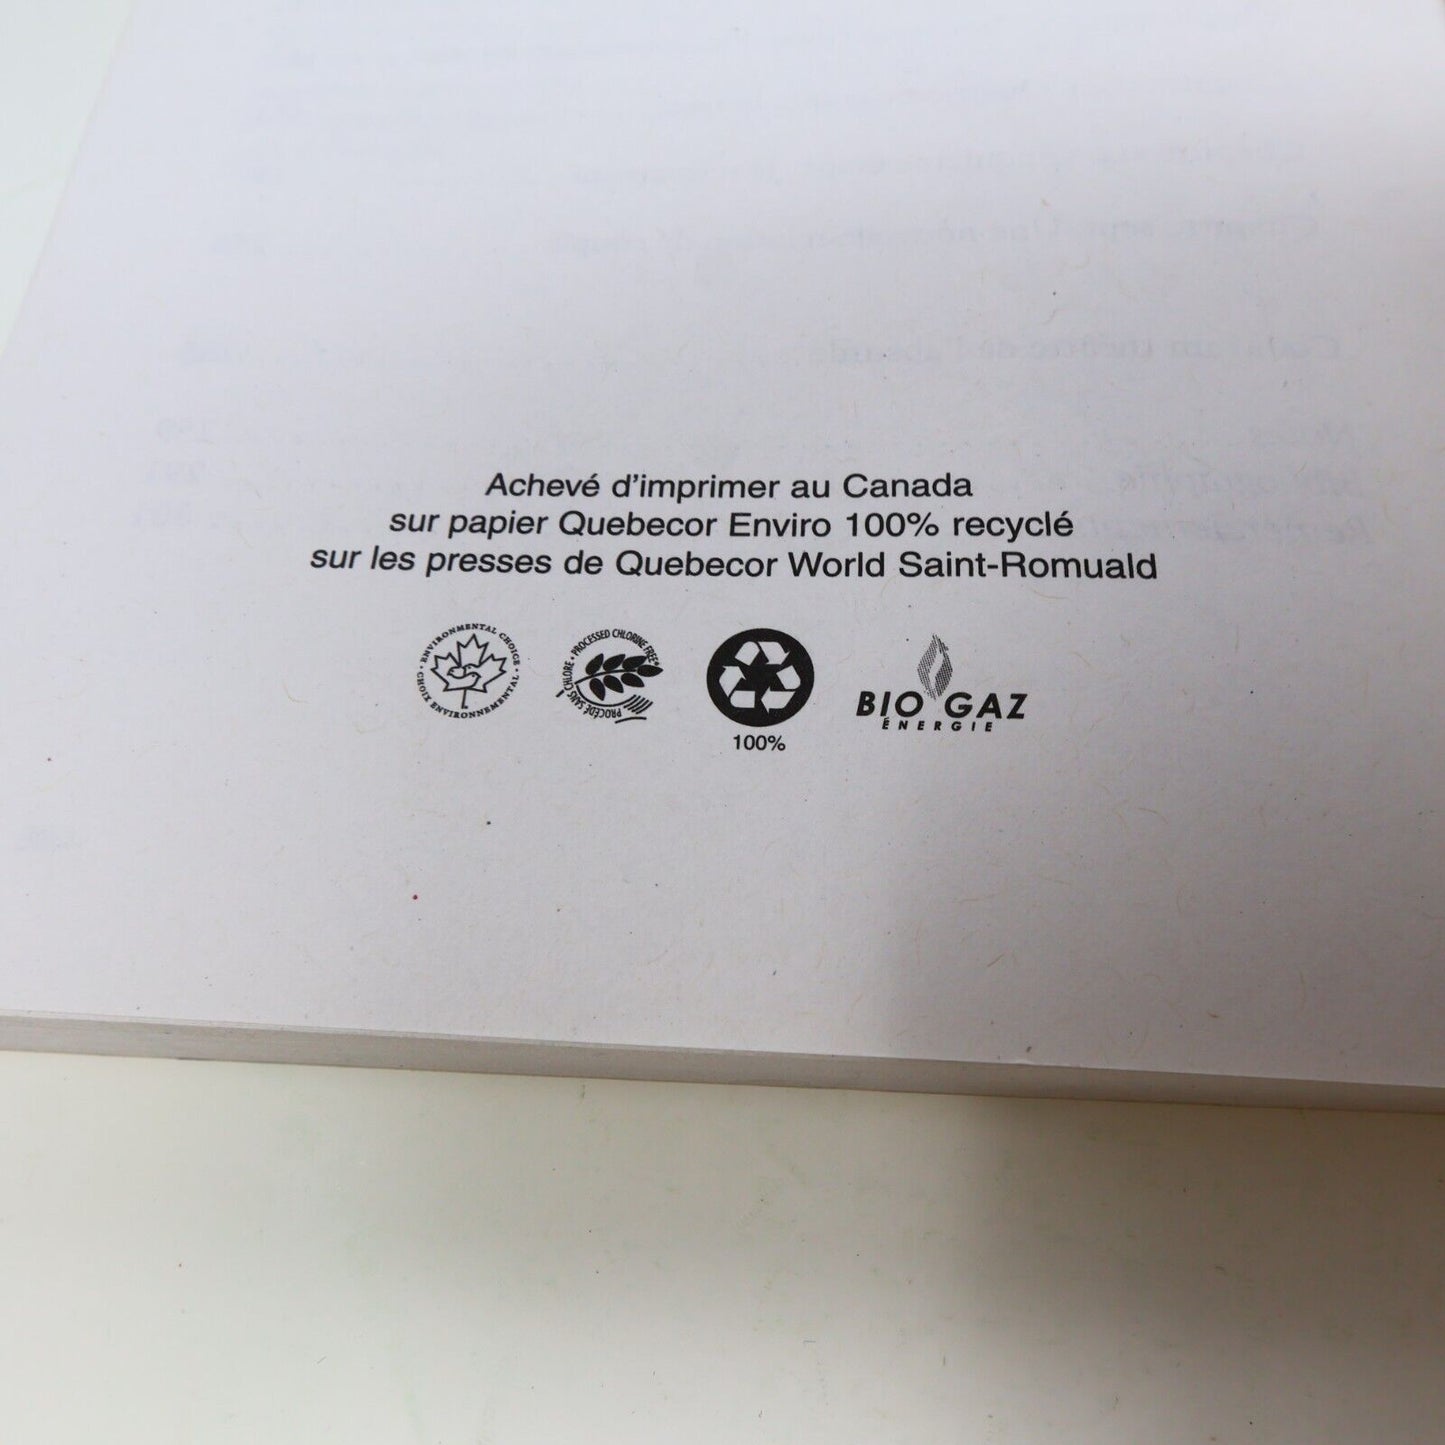 Achevé d'imprimer au Canada
sur papier Quebecor Enviro 100% recyclé
sur les presses de Quebecor World Saint-Romuald
ENVIRONMENTAL CHOICE
CHOIX ENVIRONNEMENTAL
PROCESSED CHLORINE FREE
PROCÉDÉ SANS CHLORE
100%
BIO GAZ
ÉNERGIE